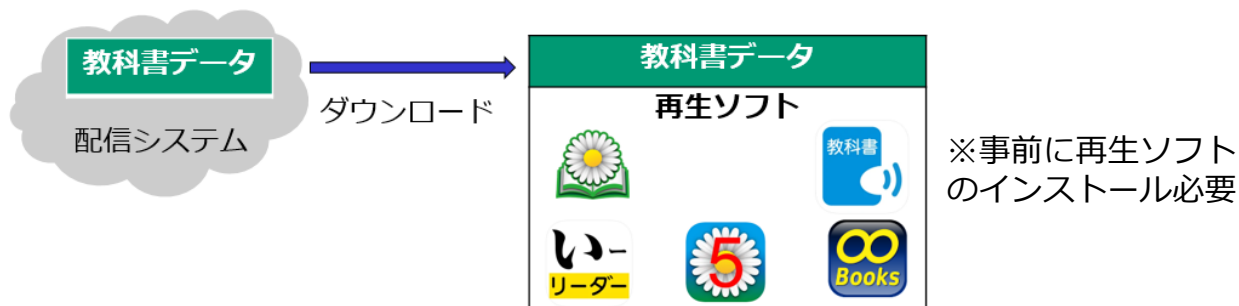 教科書データ
配信システム
ダウンロード
教科書データ
再生ソフト
教科書
いー
リーダー
5
∞
Books
※事前に再生ソフト
のインストール必要